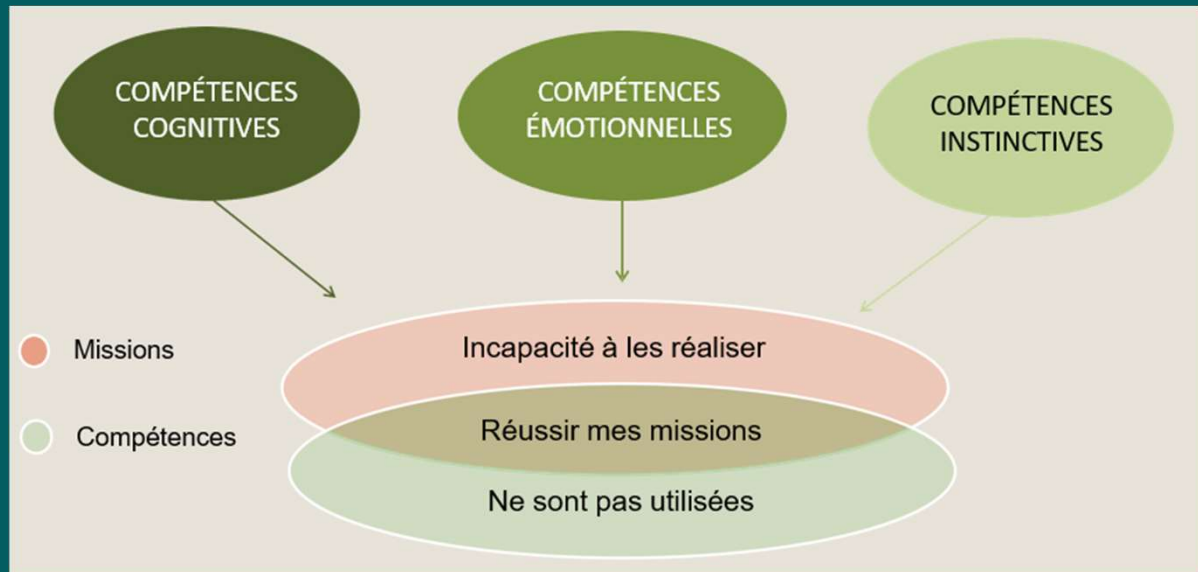 COMPÉTENCES
COGNITIVES
COMPÉTENCES
ÉMOTIONNELLES
COMPÉTENCES
INSTINCTIVES
Missions
Incapacité à les réaliser
Compétences
Réussir mes missions
Ne sont pas utilisées